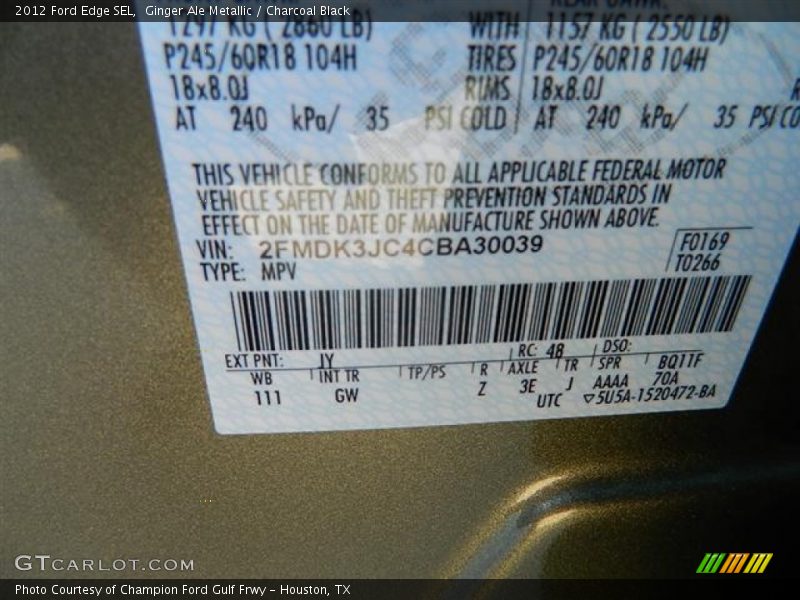 2012 Ford Edge SEL, Ginger Ale Metallic / Charcoal Black
1297 KG ( 2860 LB) WITH 1157 KG ( 2550 LB)
P245/60R18 104H TIRES P245/60R18 104H
18x8.0J RIMS 18x8.0J
AT 240 kPa/ 35 PSI COLD AT 240 kPa/ 35 PSI CO
THIS VEHICLE CONFORMS TO ALL APPLICABLE FEDERAL MOTOR
VEHICLE SAFETY AND THEFT PREVENTION STANDARDS IN
EFFECT ON THE DATE OF MANUFACTURE SHOWN ABOVE.
VIN: 2FMDK3JC4CBA30039 F0169
TYPE: MPV T0266
EXT PNT: JY RC: 48 DSO:
WB INT TR TP/PS R AXLE TR SPR BQ11F
111 GW Z 3E J AAAA 70A
UTC ▽5U5A-1520472-BA
GTCARLOT.COM
Photo Courtesy of Champion Ford Gulf Frwy – Houston, TX